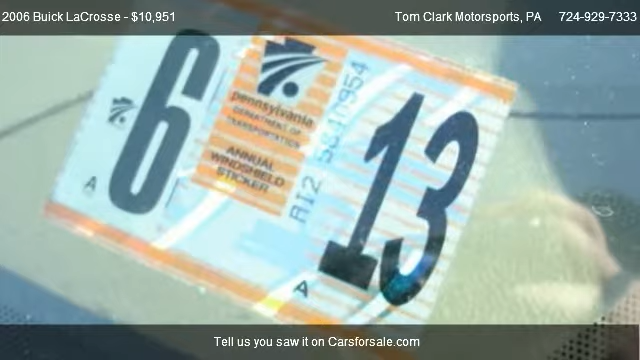 2006 Buick LaCrosse - $10,951
Tom Clark Motorsports, PA 724-929-7333
6
A
pennsylvania
DEPARTMENT OF
TRANSPORTATION
ANNUAL
WINDSHIELD
STICKER
13
A
Tell us you saw it on Carsforsale.com